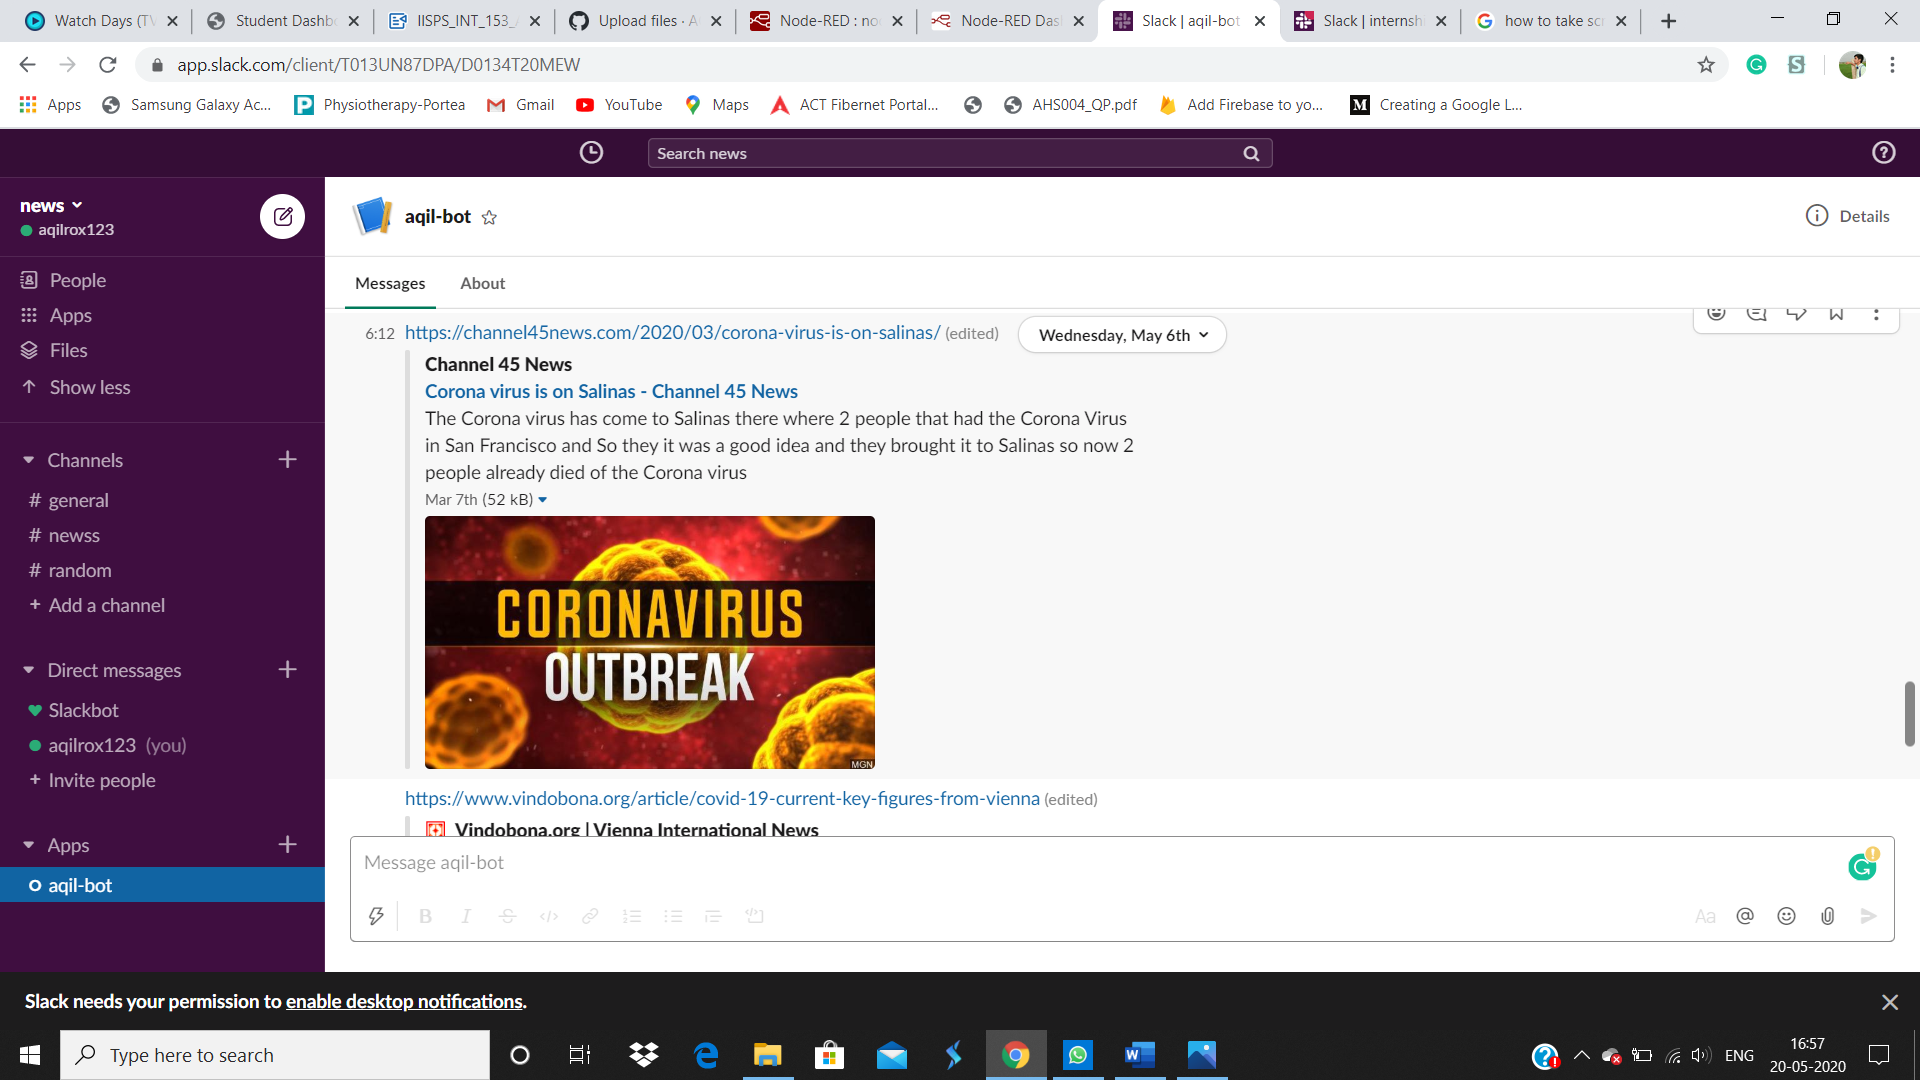 Watch Days (TV
Student Dashb
IISPS_INT_153_
Upload files · A
Node-RED : no
Node-RED Das
Slack | aqil-bot
Slack | internsh
how to take scr
app.slack.com/client/T013UN87DPA/D0134T20MEW
Apps
Samsung Galaxy Ac...
Physiotherapy-Portea
Gmail
YouTube
Maps
ACT Fibernet Portal...
AHS004_QP.pdf
Add Firebase to yo...
Creating a Google L...
Search news
news
aqilrox123
People
Apps
Files
Show less
Channels
# general
# newss
# random
+ Add a channel
Direct messages
Slackbot
aqilrox123 (you)
+ Invite people
Apps
aqil-bot
aqil-bot
Details
Messages
About
6:12 https://channel45news.com/2020/03/corona-virus-is-on-salinas/ (edited)
Wednesday, May 6th
Channel 45 News
Corona virus is on Salinas - Channel 45 News
The Corona virus has come to Salinas there where 2 people that had the Corona Virus
in San Francisco and So they it was a good idea and they brought it to Salinas so now 2
people already died of the Corona virus
Mar 7th (52 kB)
CORONAVIRUS
OUTBREAK
MGN
https://www.vindobona.org/article/covid-19-current-key-figures-from-vienna (edited)
Vindobona.org | Vienna International News
Message aqil-bot
Aa
Slack needs your permission to enable desktop notifications.
Type here to search
ENG
16:57
20-05-2020